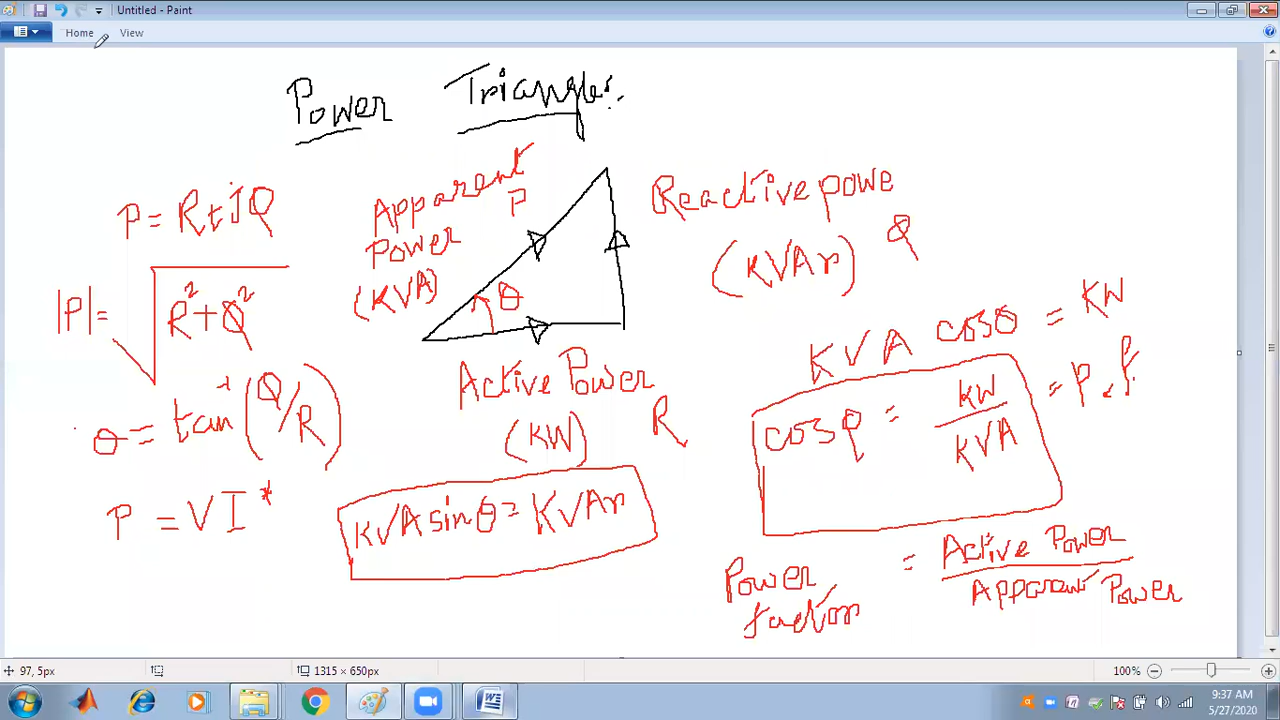 Untitled - Paint
Home View
Power Triangles.
Apparent
Power
(KVA)
P
Reactive powe
(KVAr) Q
θ
Active Power
(KW) R
P = R + jQ
|P| = √R²+Q²
θ = tan⁻¹(Q/R)
P = VI*
KVA sinθ = KVAr
KVA cosθ = KW
cosφ = KW/KVA = P.f.
Power factor = Active Power / Apparent Power
97, 5px
1315 × 650px
100%
9:37 AM
5/27/2020